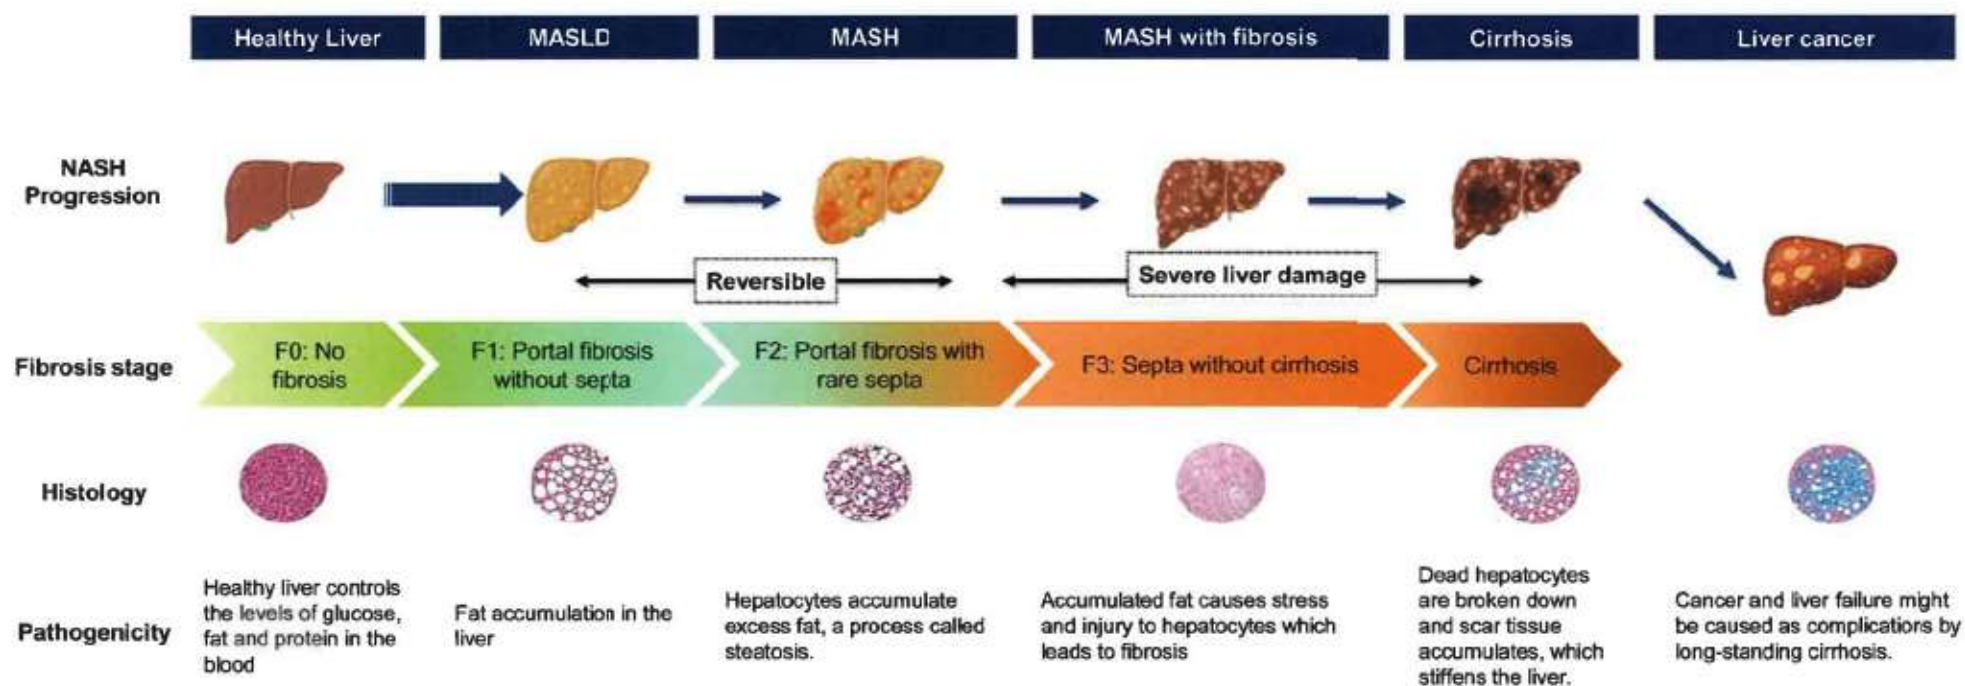 Healthy Liver
MASLD
MASH
MASH with fibrosis
Cirrhosis
Liver cancer
NASH
Progression
Reversible
Severe liver damage
Fibrosis stage
F0: No
fibrosis
F1: Portal fibrosis
without septa
F2: Portal fibrosis with
rare septa
F3: Septa without cirrhosis
Cirrhosis
Histology
Pathogenicity
Healthy liver controls
the levels of glucose,
fat and protein in the
blood
Fat accumulation in the
liver
Hepatocytes accumulate
excess fat, a process called
steatosis.
Accumulated fat causes stress
and injury to hepatocytes which
leads to fibrosis
Dead hepatocytes
are broken down
and scar tissue
accumulates, which
stiffens the liver.
Cancer and liver failure might
be caused as complications by
long-standing cirrhosis.